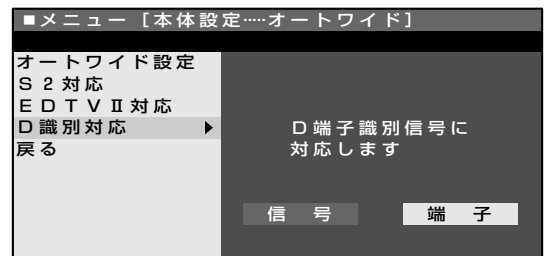 ■メニュー [本体設定……オートワイド]
オートワイド設定
S2対応
EDTVⅡ対応
D識別対応 ▶
戻る
D端子識別信号に
対応します
信号 端子